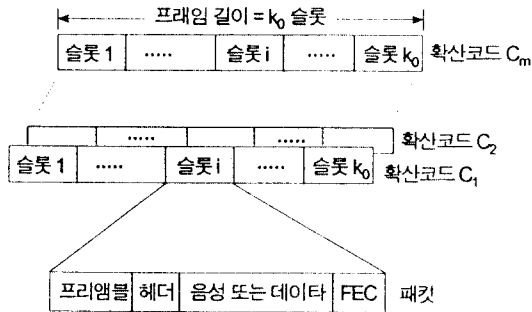 프래임 길이 = k₀ 슬롯
슬롯 1 ..... 슬롯 i ..... 슬롯 k₀ 확산코드 Cₘ
..... ..... 확산코드 C₂
슬롯 1 ..... 슬롯 i ..... 슬롯 k₀ 확산코드 C₁
프리앰블 헤더 음성 또는 데이타 FEC 패킷